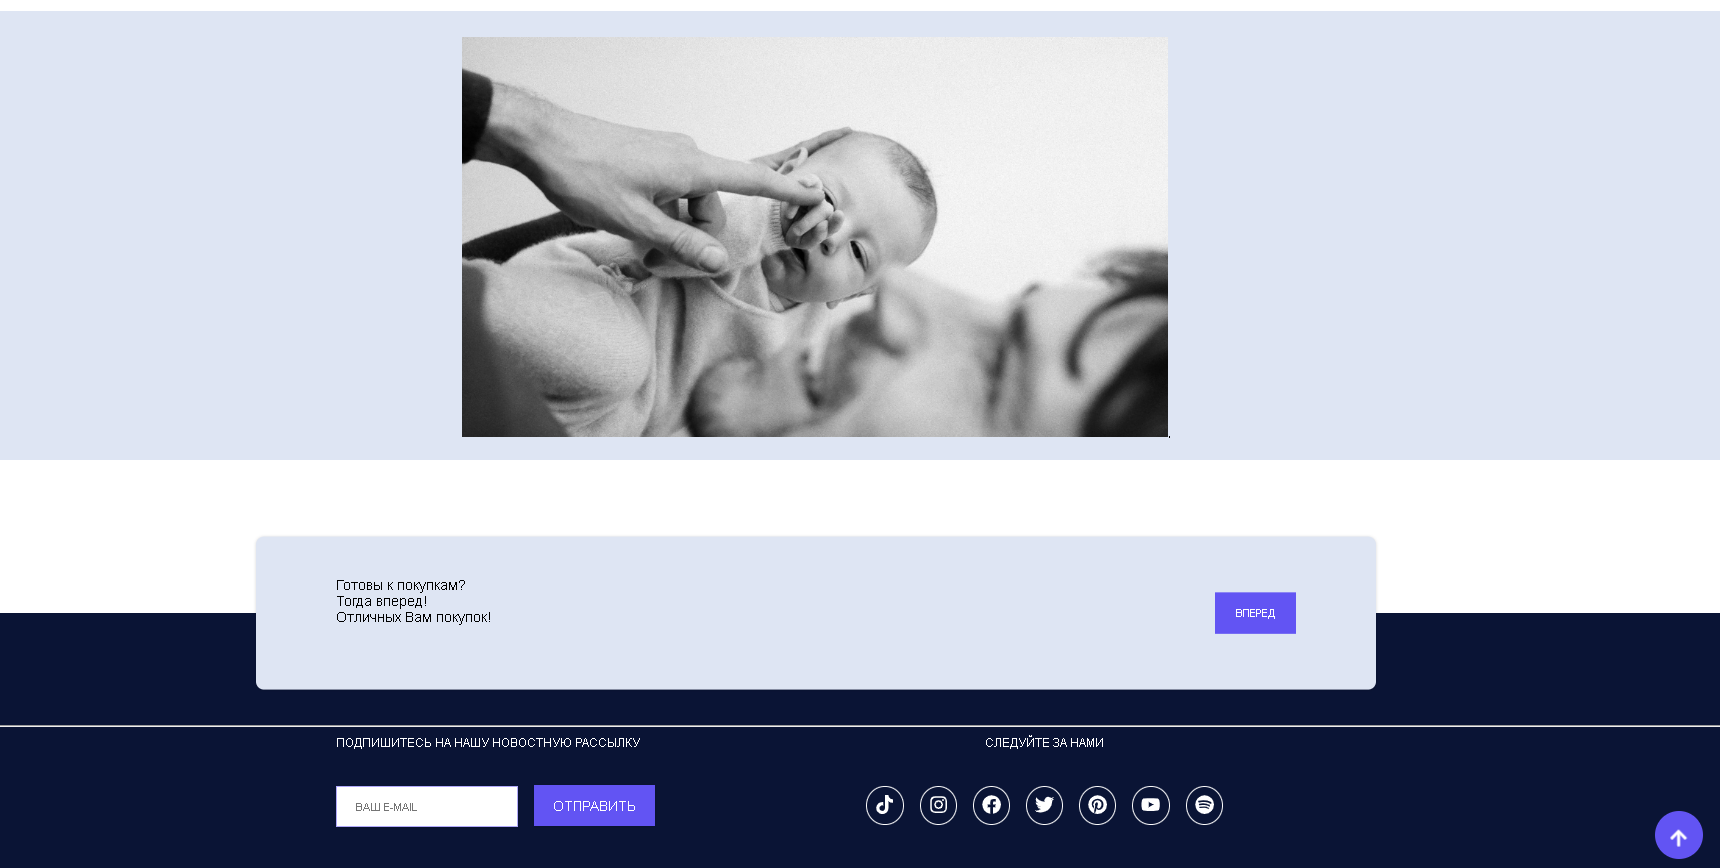 Готовы к покупкам?
Тогда вперед!
Отличных Вам покупок!
ВПЕРЕД
ПОДПИШИТЕСЬ НА НАШУ НОВОСТНУЮ РАССЫЛКУ
СЛЕДУЙТЕ ЗА НАМИ
ВАШ E-MAIL
ОТПРАВИТЬ